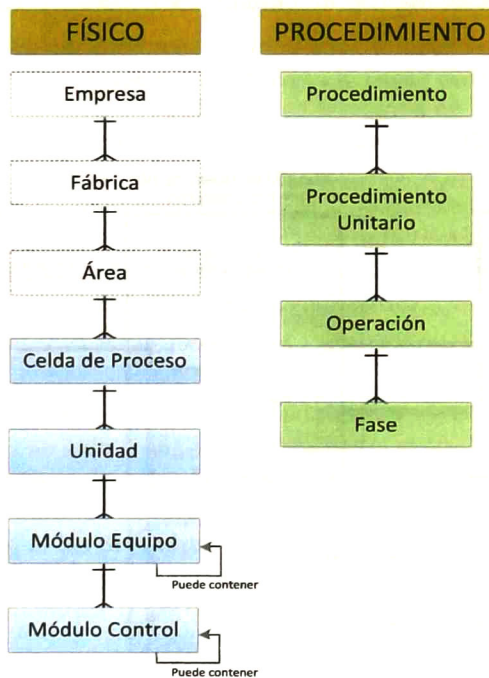 FÍSICO
Empresa
Fábrica
Área
Celda de Proceso
Unidad
Módulo Equipo
Puede contener
Módulo Control
Puede contener
PROCEDIMIENTO
Procedimiento
Procedimiento
Unitario
Operación
Fase